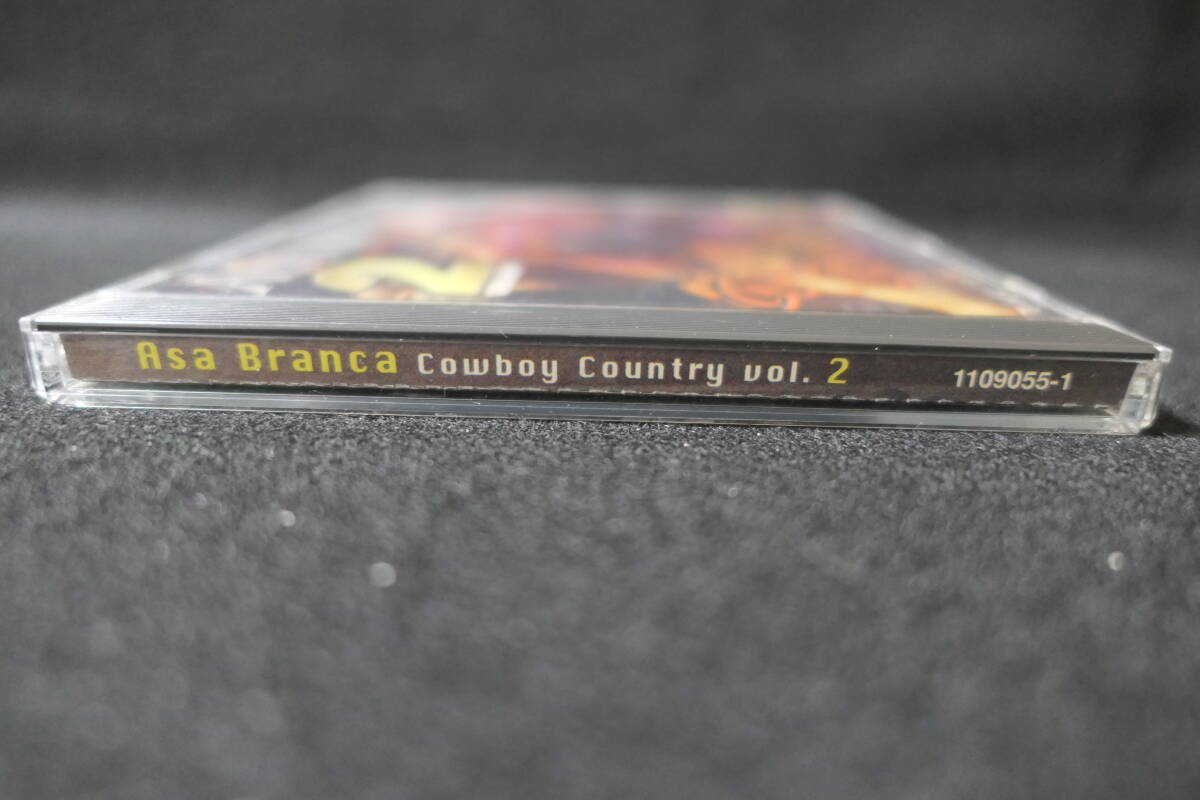 Asa Branca Cowboy Country vol. 2 1109055-1